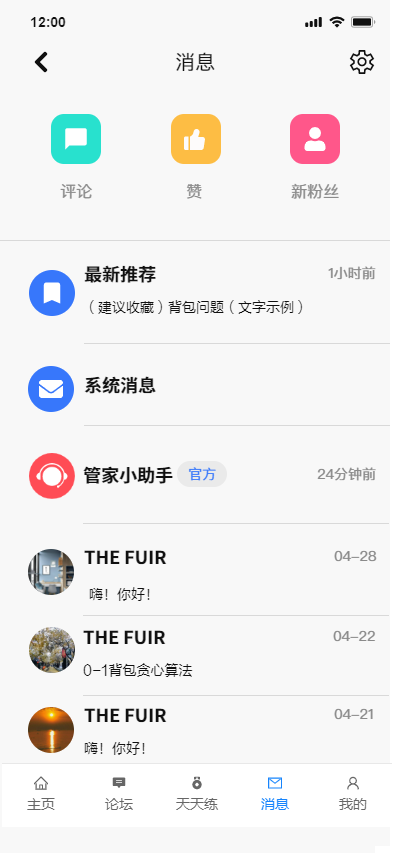 12:00
消息
评论
赞
新粉丝
最新推荐
1小时前
（建议收藏）背包问题（文字示例）
系统消息
管家小助手 官方
24分钟前
THE FUIR
04-28
嗨！你好！
THE FUIR
04-22
0-1背包贪心算法
THE FUIR
04-21
嗨！你好！
主页
论坛
天天练
消息
我的